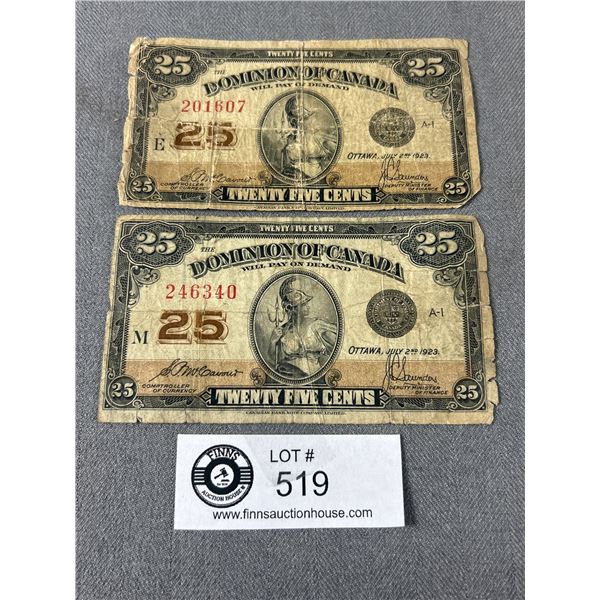 TWENTY FIVE CENTS
25 25
THE
DOMINION OF CANADA
WILL PAY ON DEMAND
201607
E 25 A-1
OTTAWA, JULY 2ND 1923.
COMPTROLLER OF CURRENCY
DEPUTY MINISTER OF FINANCE
25 TWENTY FIVE CENTS 25
TWENTY FIVE CENTS
25 25
THE
DOMINION OF CANADA
WILL PAY ON DEMAND
246340
M 25 A-1
OTTAWA, JULY 2ND 1923.
Saunders
COMPTROLLER OF CURRENCY
DEPUTY MINISTER OF FINANCE
25 TWENTY FIVE CENTS 25
CANADIAN BANK NOTE COMPANY, LIMITED.
FINNS
AUCTION HOUSE
LOT #
519
www.finnsauctionhouse.com